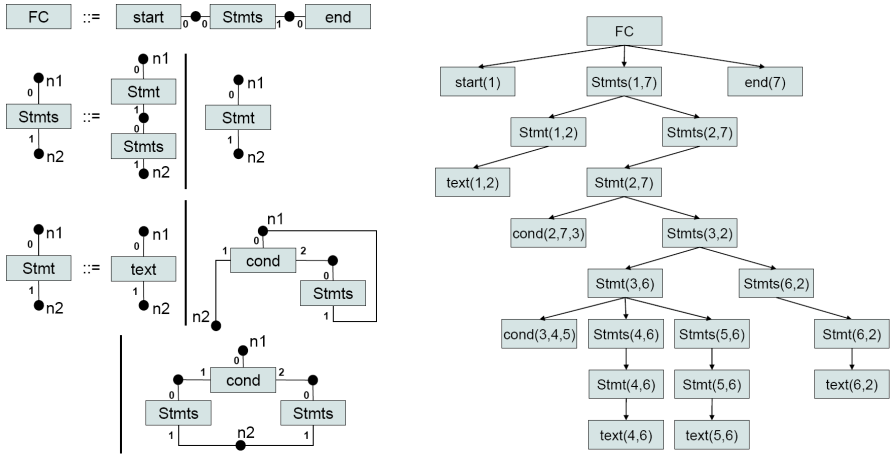 FC ::= start 0 0 Stmts 1 0 end
n1
0
Stmts
1
n2
::=
n1
0
Stmt
1
0
Stmts
1
n2
n1
0
Stmt
1
n2
n1
0
Stmt
1
n2
::=
n1
0
text
1
n2
n1
0
1 cond 2
0
Stmts
1
n2
n1
0
1 cond 2
0 0
Stmts Stmts
1 n2 1
FC
start(1) Stmts(1,7) end(7)
Stmt(1,2) Stmts(2,7)
text(1,2) Stmt(2,7)
cond(2,7,3) Stmts(3,2)
Stmt(3,6) Stmts(6,2)
cond(3,4,5) Stmts(4,6) Stmts(5,6) Stmt(6,2)
Stmt(4,6) Stmt(5,6) text(6,2)
text(4,6) text(5,6)